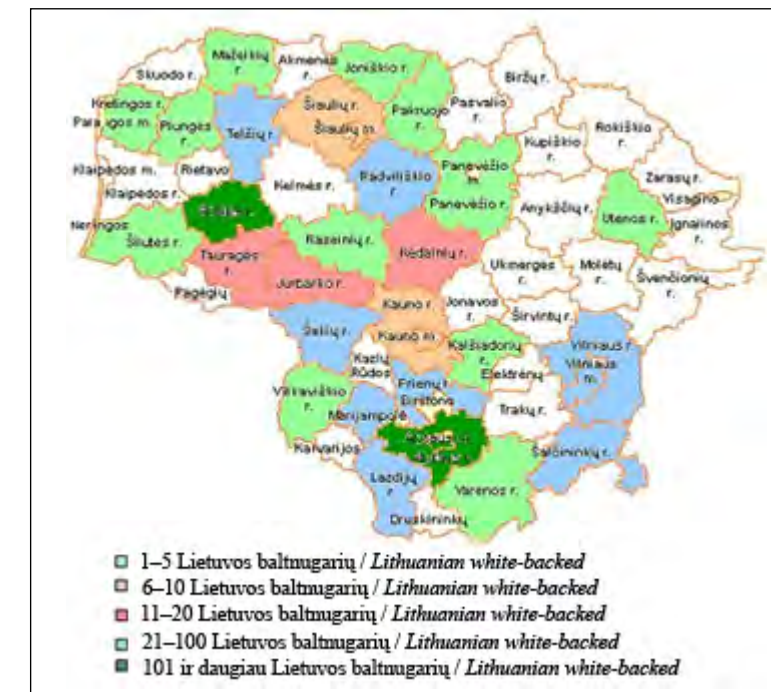 Mažeikių r.
Akmenės r.
Skuodo r.
Joniškio r.
Biržų r.
Kretingos r.
Šiaulių r.
Pakruojo r.
Pasvalio r.
Plungės r.
Telšių r.
Šiaulių m.
Rokiškio r.
Kupiškio r.
Klaipėdos m.
Rietavo
Kelmės r.
Radviliškio r.
Panevėžio m.
Zarasų r.
Klaipėdos r.
Panevėžio r.
Anykščių r.
Utenos r.
Visagino
Ignalinos r.
Neringos
Šilutės r.
Raseinių r.
Kėdainių r.
Tauragės r.
Ukmergės r.
Molėtų r.
Švenčionių r.
Jurbarko r.
Pagėgių
Kauno r.
Jonavos r.
Širvintų r.
Šakių r.
Kauno m.
Kaišiadorių r.
Vilniaus r.
Kazlų Rūdos
Elektrėnų
Vilniaus m.
Vilkaviškio r.
Prienų r.
Birštono
Marijampolė
Trakų r.
Kalvarijos
Šalčininkų r.
Lazdijų r.
Varėnos r.
Druskininkų
1–5 Lietuvos baltnugarių / Lithuanian white-backed
6–10 Lietuvos baltnugarių / Lithuanian white-backed
11–20 Lietuvos baltnugarių / Lithuanian white-backed
21–100 Lietuvos baltnugarių / Lithuanian white-backed
101 ir daugiau Lietuvos baltnugarių / Lithuanian white-backed